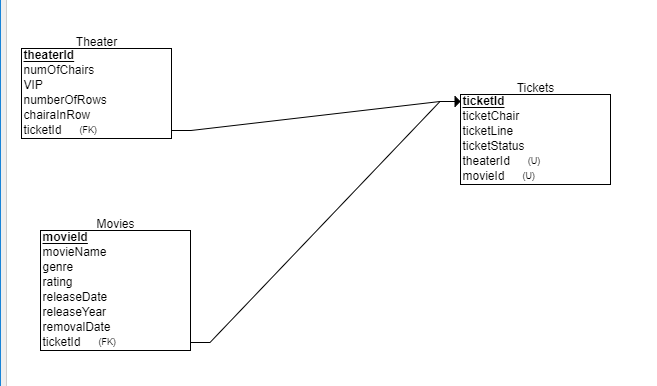 Theater
theaterId
numOfChairs
VIP
numberOfRows
chairaInRow
ticketId (FK)
Tickets
ticketId
ticketChair
ticketLine
ticketStatus
theaterId (U)
movieId (U)
Movies
movieId
movieName
genre
rating
releaseDate
releaseYear
removalDate
ticketId (FK)